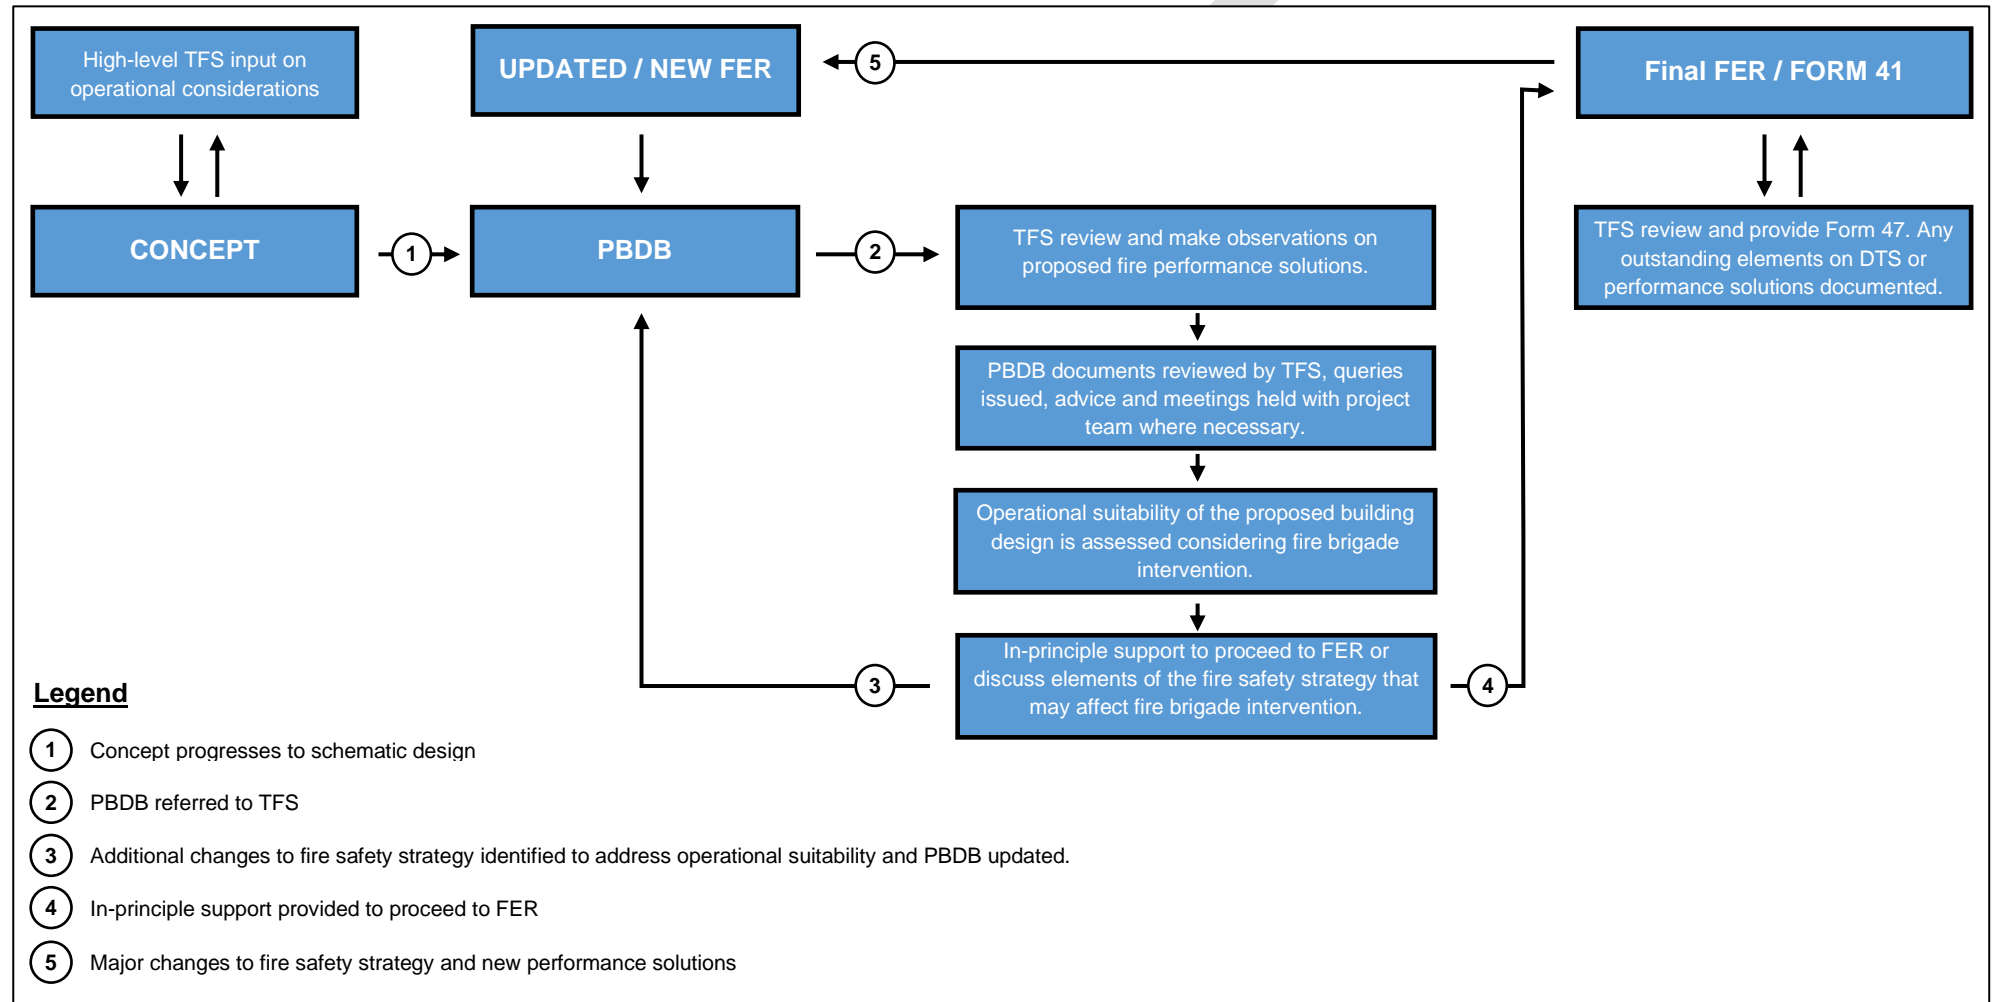 High-level TFS input on
operational considerations
UPDATED / NEW FER
5
Final FER / FORM 41
CONCEPT
1
PBDB
2
TFS review and make observations on
proposed fire performance solutions.
TFS review and provide Form 47. Any
outstanding elements on DTS or
performance solutions documented.
PBDB documents reviewed by TFS, queries
issued, advice and meetings held with project
team where necessary.
Operational suitability of the proposed building
design is assessed considering fire brigade
intervention.
3
In-principle support to proceed to FER or
discuss elements of the fire safety strategy that
may affect fire brigade intervention.
4
Legend
1 Concept progresses to schematic design
2 PBDB referred to TFS
3 Additional changes to fire safety strategy identified to address operational suitability and PBDB updated.
4 In-principle support provided to proceed to FER
5 Major changes to fire safety strategy and new performance solutions